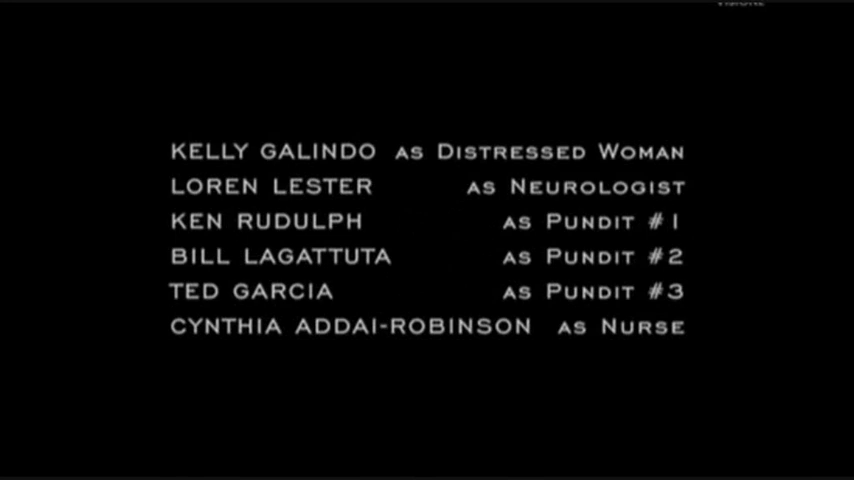 KELLY GALINDO AS DISTRESSED WOMAN
LOREN LESTER AS NEUROLOGIST
KEN RUDULPH AS PUNDIT #1
BILL LAGATTUTA AS PUNDIT #2
TED GARCIA AS PUNDIT #3
CYNTHIA ADDAI-ROBINSON AS NURSE